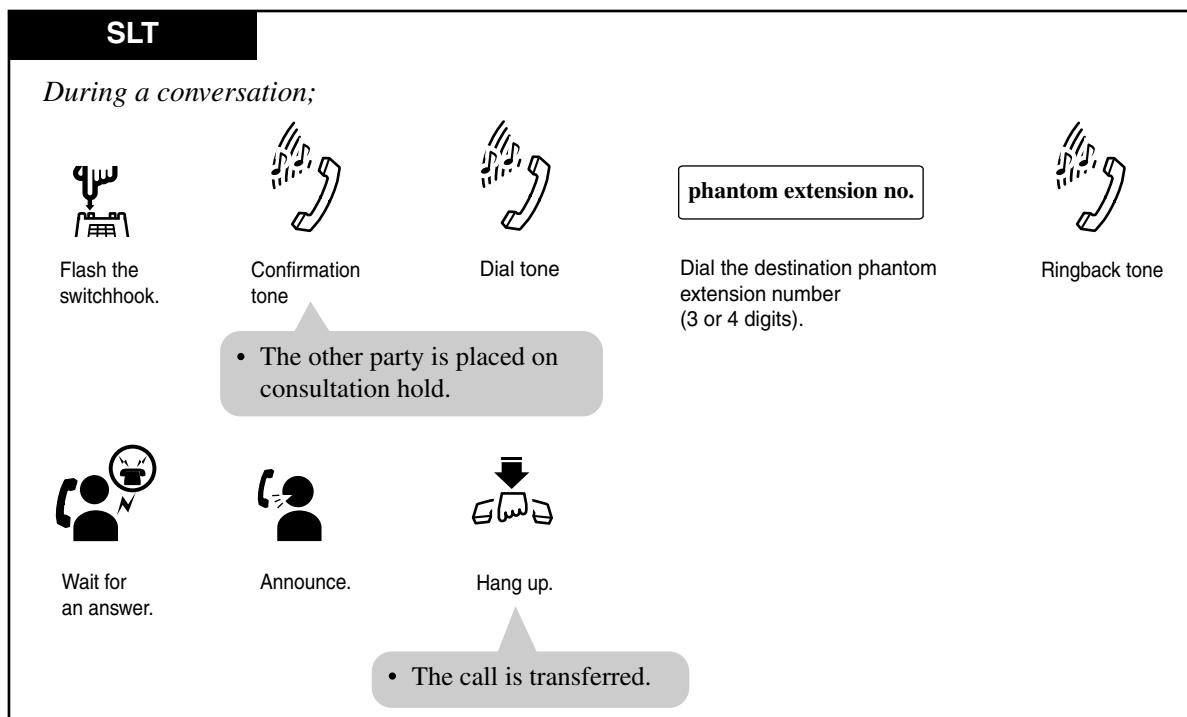 SLT
During a conversation;
Flash the
switchhook.
Confirmation
tone
Dial tone
phantom extension no.
Dial the destination phantom
extension number
(3 or 4 digits).
Ringback tone
• The other party is placed on
consultation hold.
Wait for
an answer.
Announce.
Hang up.
• The call is transferred.